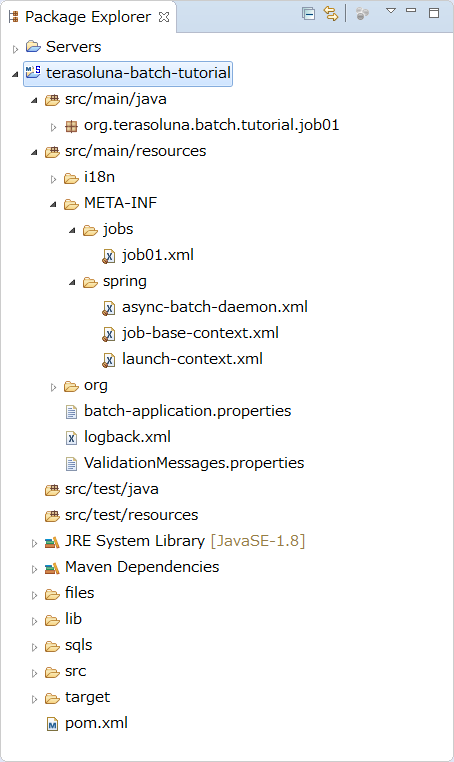 Package Explorer
Servers
terasoluna-batch-tutorial
src/main/java
org.terasoluna.batch.tutorial.job01
src/main/resources
i18n
META-INF
jobs
job01.xml
spring
async-batch-daemon.xml
job-base-context.xml
launch-context.xml
org
batch-application.properties
logback.xml
ValidationMessages.properties
src/test/java
src/test/resources
JRE System Library [JavaSE-1.8]
Maven Dependencies
files
lib
sqls
src
target
pom.xml